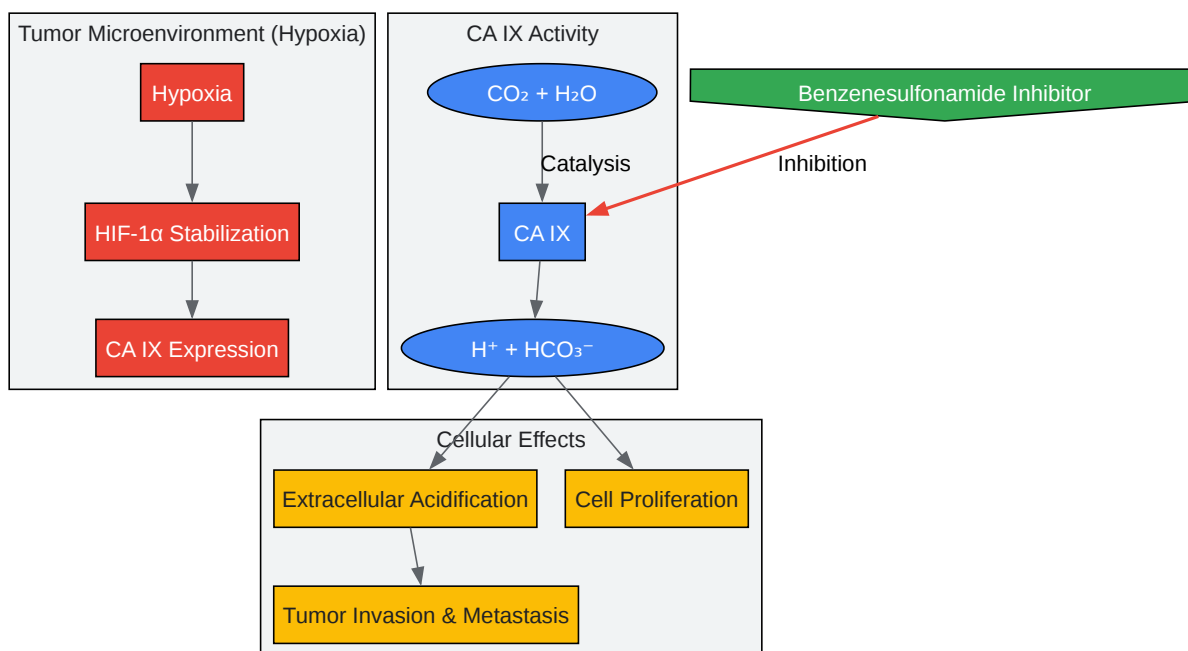 Tumor Microenvironment (Hypoxia)
Hypoxia
HIF-1α Stabilization
CA IX Expression
CA IX Activity
CO₂ + H₂O
Catalysis
CA IX
H⁺ + HCO₃⁻
Benzenesulfonamide Inhibitor
Inhibition
Cellular Effects
Extracellular Acidification
Cell Proliferation
Tumor Invasion & Metastasis